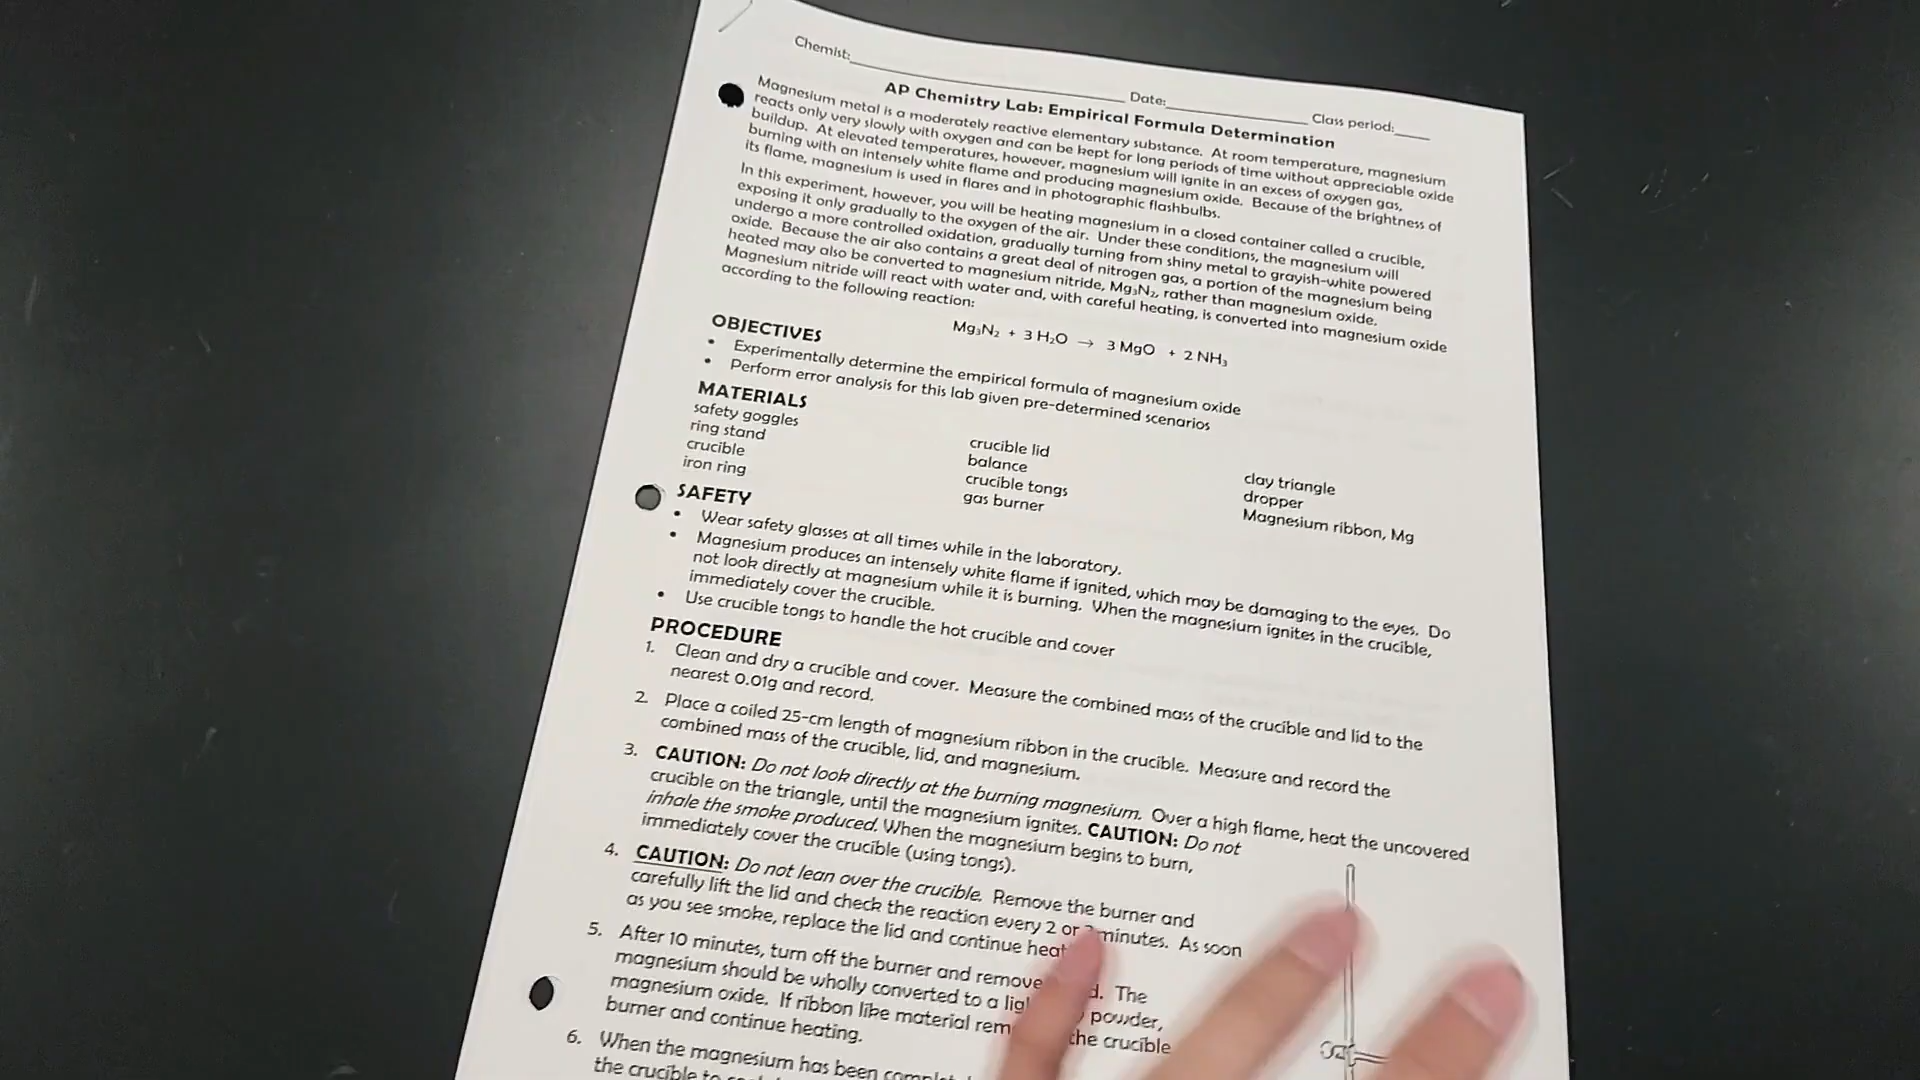 Chemist:
Date:
Class period:
AP Chemistry Lab: Empirical Formula Determination
Magnesium metal is a moderately reactive elementary substance. At room temperature, magnesium
reacts only very slowly with oxygen and can be kept for long periods of time without appreciable oxide
buildup. At elevated temperatures, however, magnesium will ignite in an excess of oxygen gas,
burning with an intensely white flame and producing magnesium oxide. Because of the brightness of
its flame, magnesium is used in flares and in photographic flashbulbs.
In this experiment, however, you will be heating magnesium in a closed container called a crucible,
exposing it only gradually to the oxygen of the air. Under these conditions, the magnesium will
undergo a more controlled oxidation, gradually turning from shiny metal to grayish-white powered
oxide. Because the air also contains a great deal of nitrogen gas, a portion of the magnesium being
heated may also be converted to magnesium nitride, Mg₃N₂, rather than magnesium oxide.
Magnesium nitride will react with water and, with careful heating, is converted into magnesium oxide
according to the following reaction:
Mg₃N₂ + 3 H₂O → 3 MgO + 2 NH₃
OBJECTIVES
• Experimentally determine the empirical formula of magnesium oxide
• Perform error analysis for this lab given pre-determined scenarios
MATERIALS
safety goggles
ring stand
crucible
iron ring
crucible lid
balance
crucible tongs
gas burner
clay triangle
dropper
Magnesium ribbon, Mg
SAFETY
• Wear safety glasses at all times while in the laboratory.
• Magnesium produces an intensely white flame if ignited, which may be damaging to the eyes. Do
not look directly at magnesium while it is burning. When the magnesium ignites in the crucible,
immediately cover the crucible.
• Use crucible tongs to handle the hot crucible and cover
PROCEDURE
1. Clean and dry a crucible and cover. Measure the combined mass of the crucible and lid to the
nearest 0.01g and record.
2. Place a coiled 25-cm length of magnesium ribbon in the crucible. Measure and record the
combined mass of the crucible, lid, and magnesium.
3. CAUTION: Do not look directly at the burning magnesium. Over a high flame, heat the uncovered
crucible on the triangle, until the magnesium ignites. CAUTION: Do not
inhale the smoke produced. When the magnesium begins to burn,
immediately cover the crucible (using tongs).
4. CAUTION: Do not lean over the crucible. Remove the burner and
carefully lift the lid and check the reaction every 2 or minutes. As soon
as you see smoke, replace the lid and continue
5. After 10 minutes, turn off the burner and remove The
magnesium should be wholly converted to a powder,
magnesium oxide. If ribbon like material the crucible
burner and continue heating.
6. When the magnesium has been
the crucible to